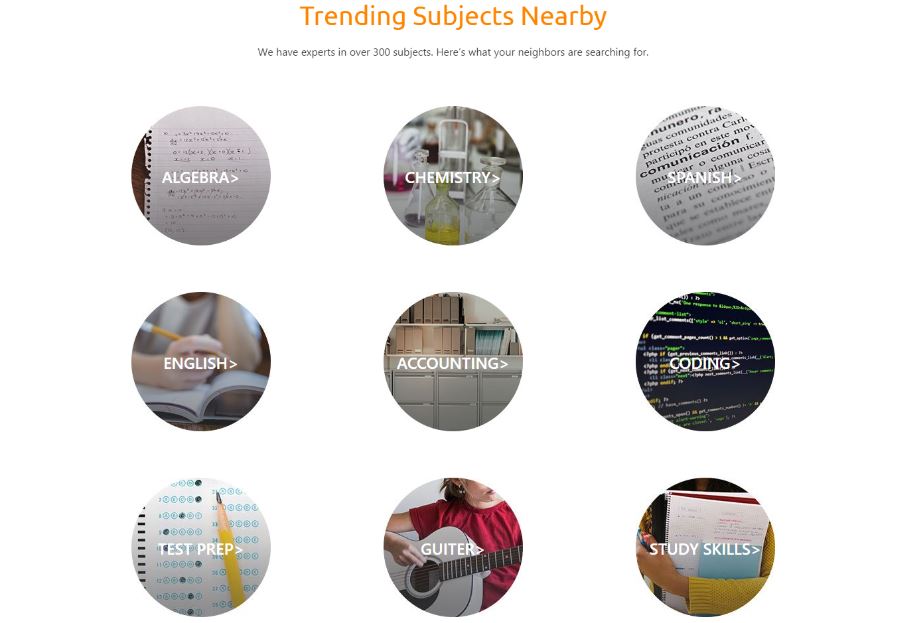 Trending Subjects Nearby
We have experts in over 300 subjects. Here's what your neighbors are searching for.
ALGEBRA>
CHEMISTRY>
SPANISH>
ENGLISH>
ACCOUNTING>
CODING>
TEST PREP>
GUITER>
STUDY SKILLS>